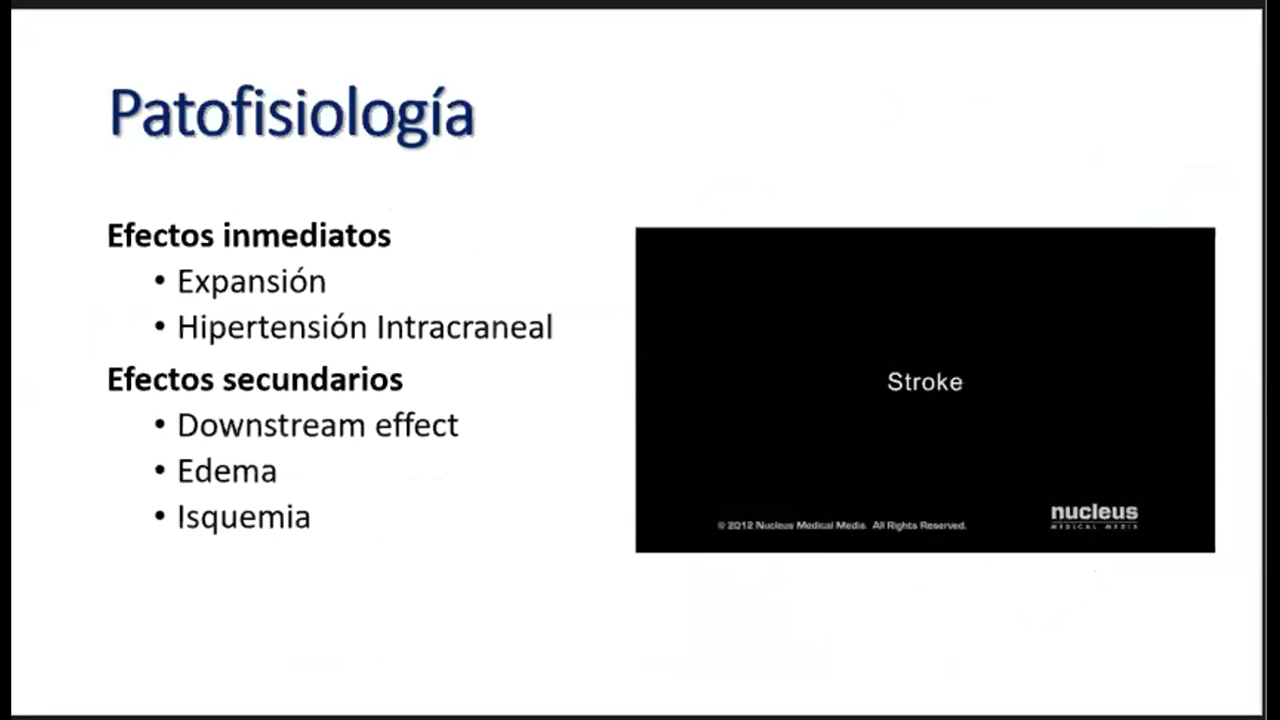 Patofisiología
Efectos inmediatos
• Expansión
• Hipertensión Intracraneal
Efectos secundarios
• Downstream effect
• Edema
• Isquemia
Stroke
© 2012 Nucleus Medical Media. All Rights Reserved.
nucleus
MEDICAL MEDIA